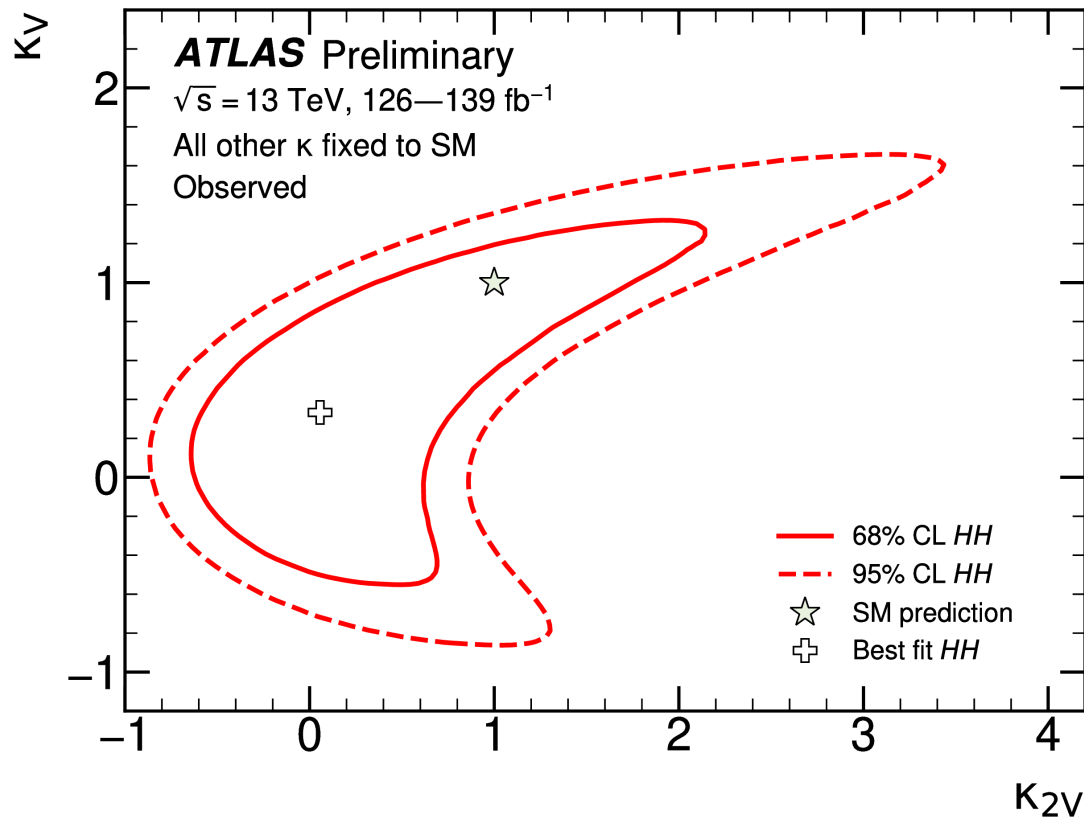 κV
ATLAS Preliminary
√s = 13 TeV, 126—139 fb⁻¹
All other κ fixed to SM
Observed
2
1
0
−1
68% CL HH
95% CL HH
SM prediction
Best fit HH
−1 0 1 2 3 4
κ2V